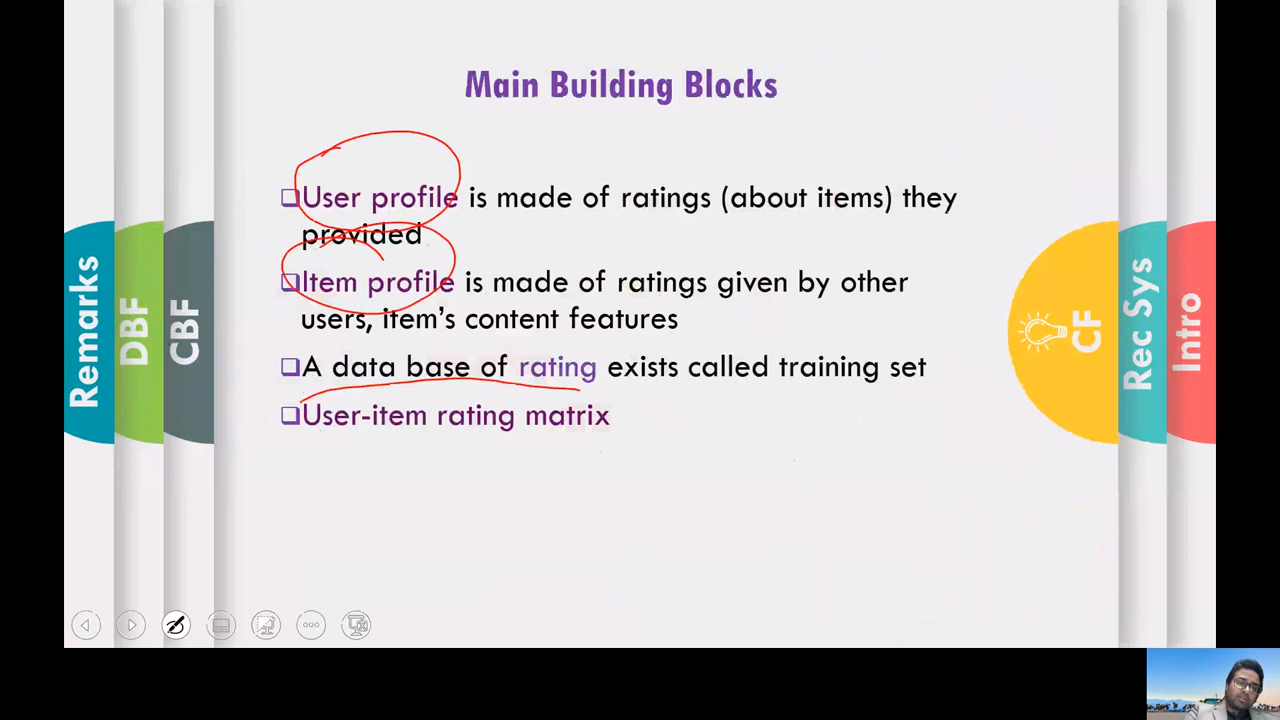 Main Building Blocks
User profile is made of ratings (about items) they
provided
Item profile is made of ratings given by other
users, item's content features
A data base of rating exists called training set
User-item rating matrix
Remarks
DBF
CBF
CF
Rec Sys
Intro